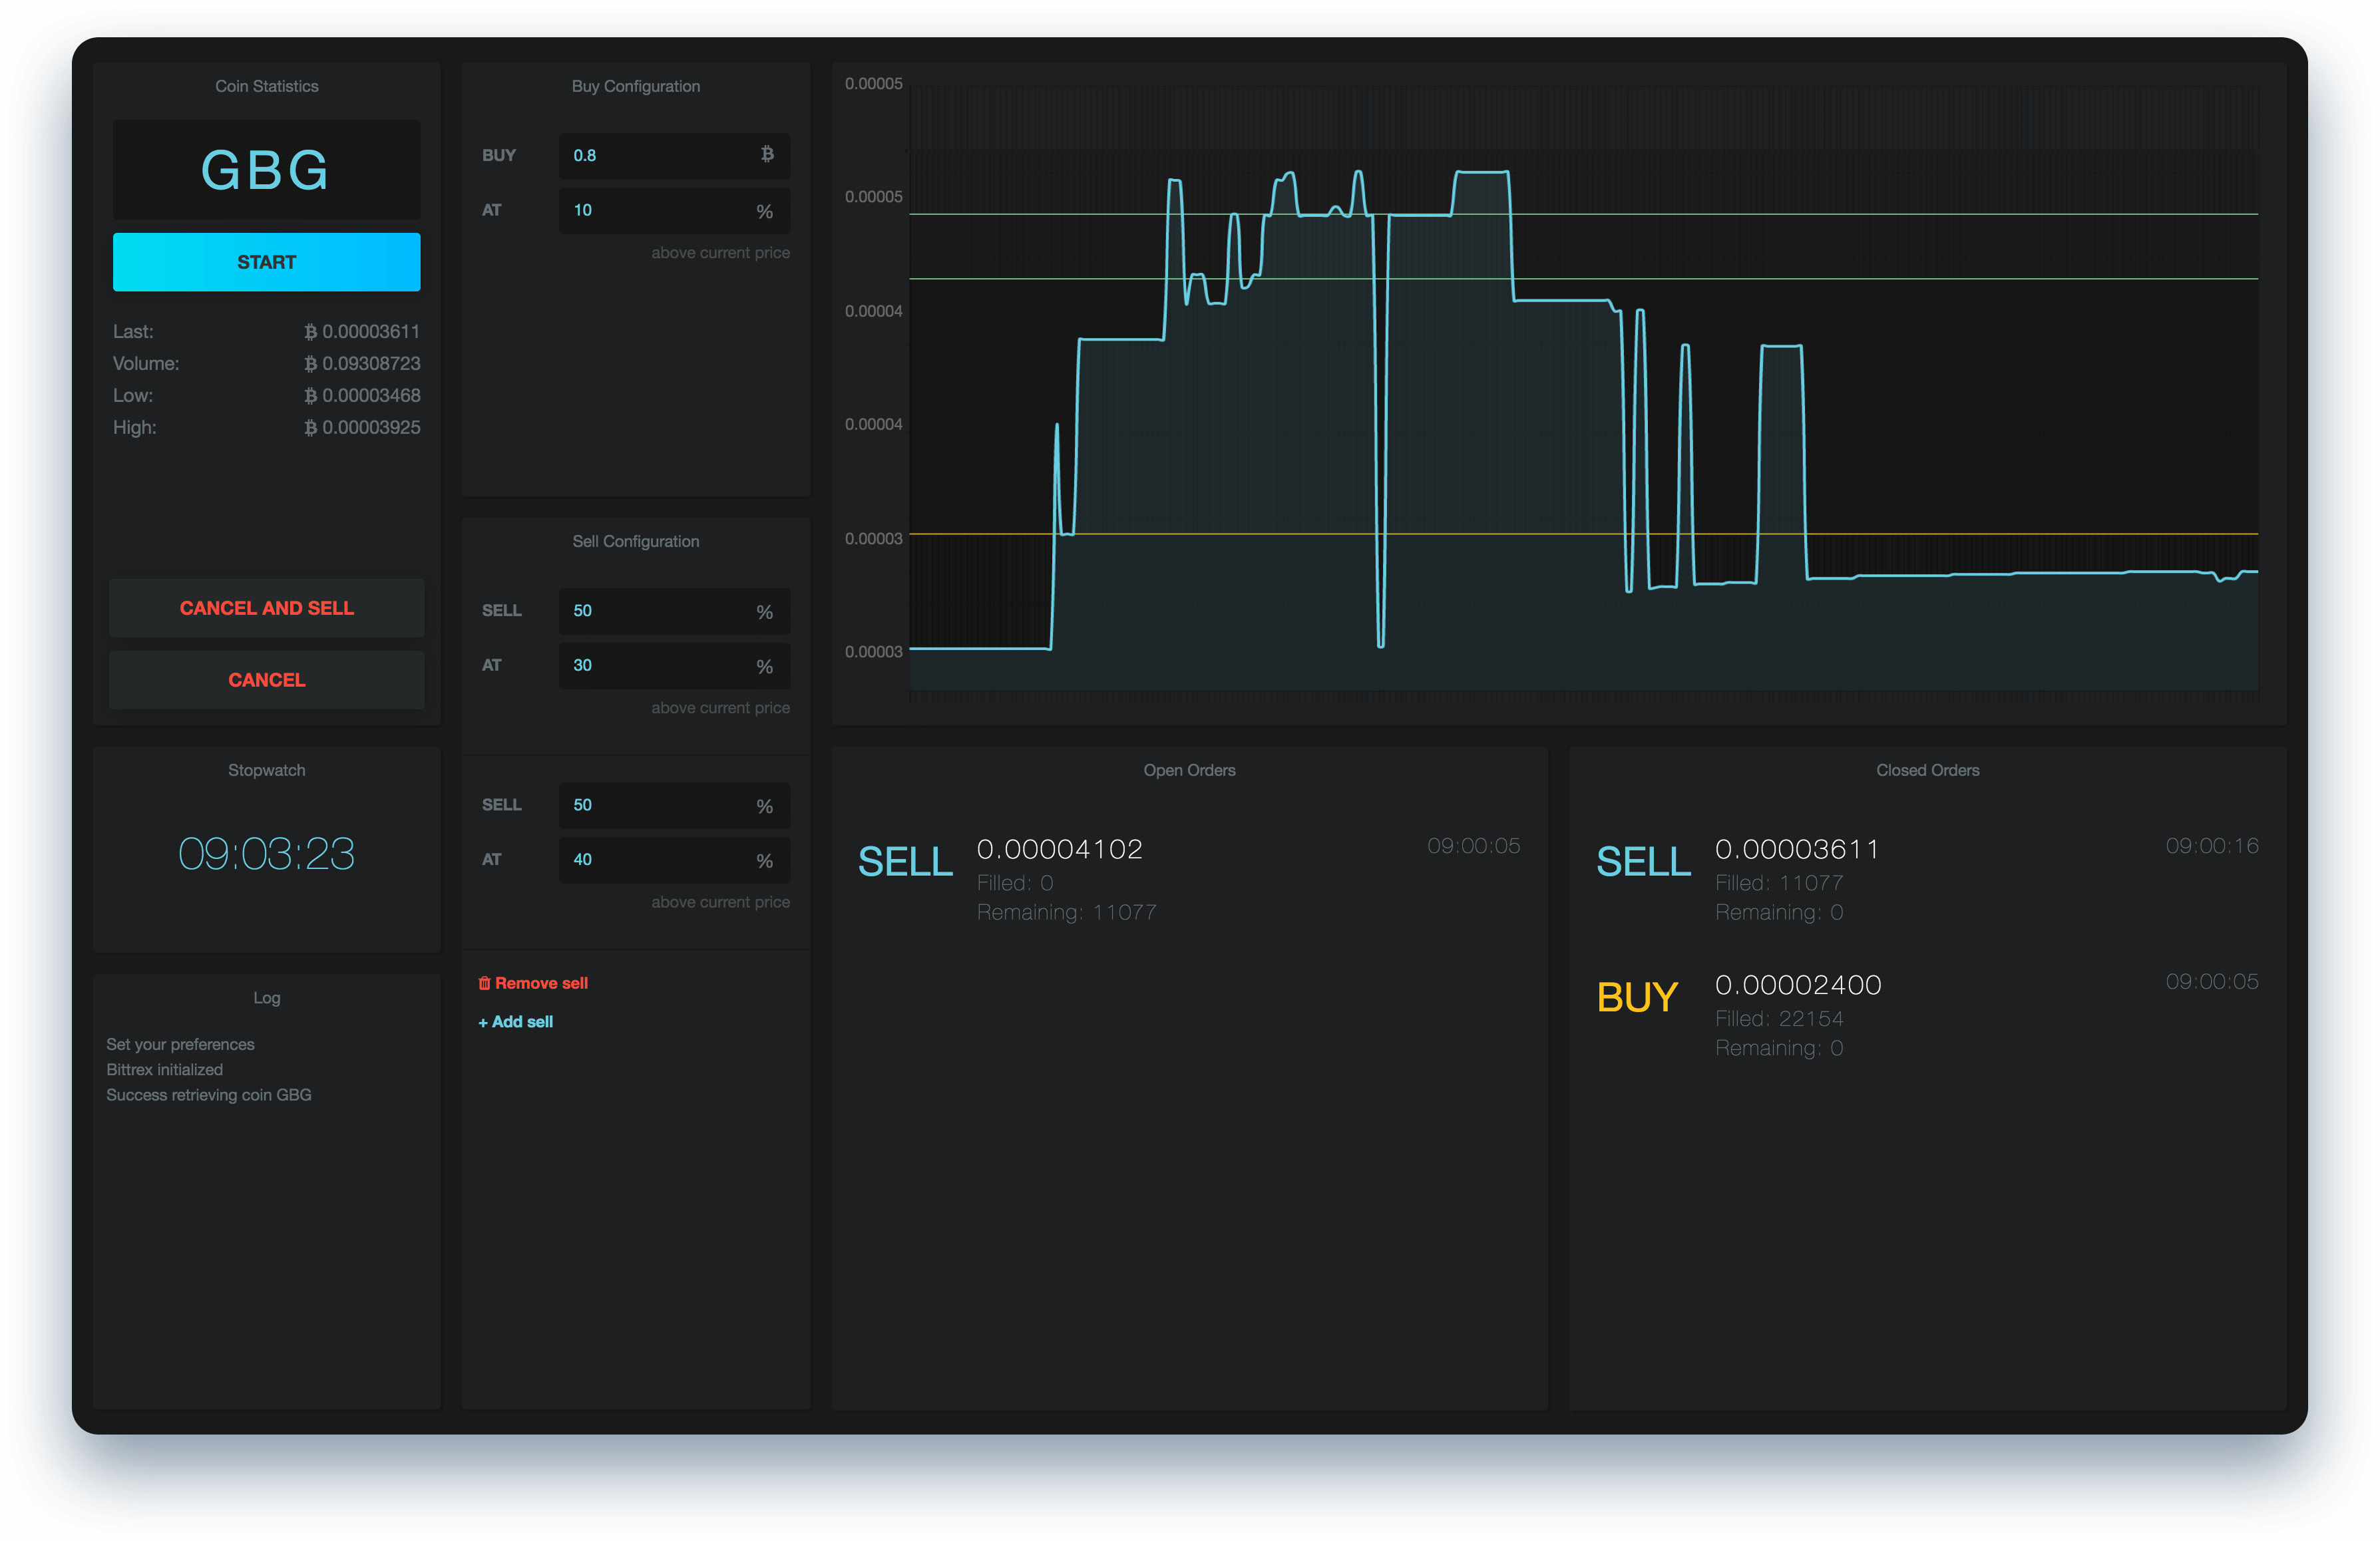 Coin Statistics
GBG
START
Last: ₿ 0.00003611
Volume: ₿ 0.09308723
Low: ₿ 0.00003468
High: ₿ 0.00003925
CANCEL AND SELL
CANCEL
Stopwatch
09:03:23
Log
Set your preferences
Bittrex initialized
Success retrieving coin GBG
Buy Configuration
BUY 0.8 ₿
AT 10 %
above current price
Sell Configuration
SELL 50 %
AT 30 %
above current price
SELL 50 %
AT 40 %
above current price
Remove sell
+ Add sell
0.00005
0.00005
0.00004
0.00004
0.00003
0.00003
Open Orders
SELL 0.00004102 09:00:05
Filled: 0
Remaining: 11077
Closed Orders
SELL 0.00003611 09:00:16
Filled: 11077
Remaining: 0
BUY 0.00002400 09:00:05
Filled: 22154
Remaining: 0